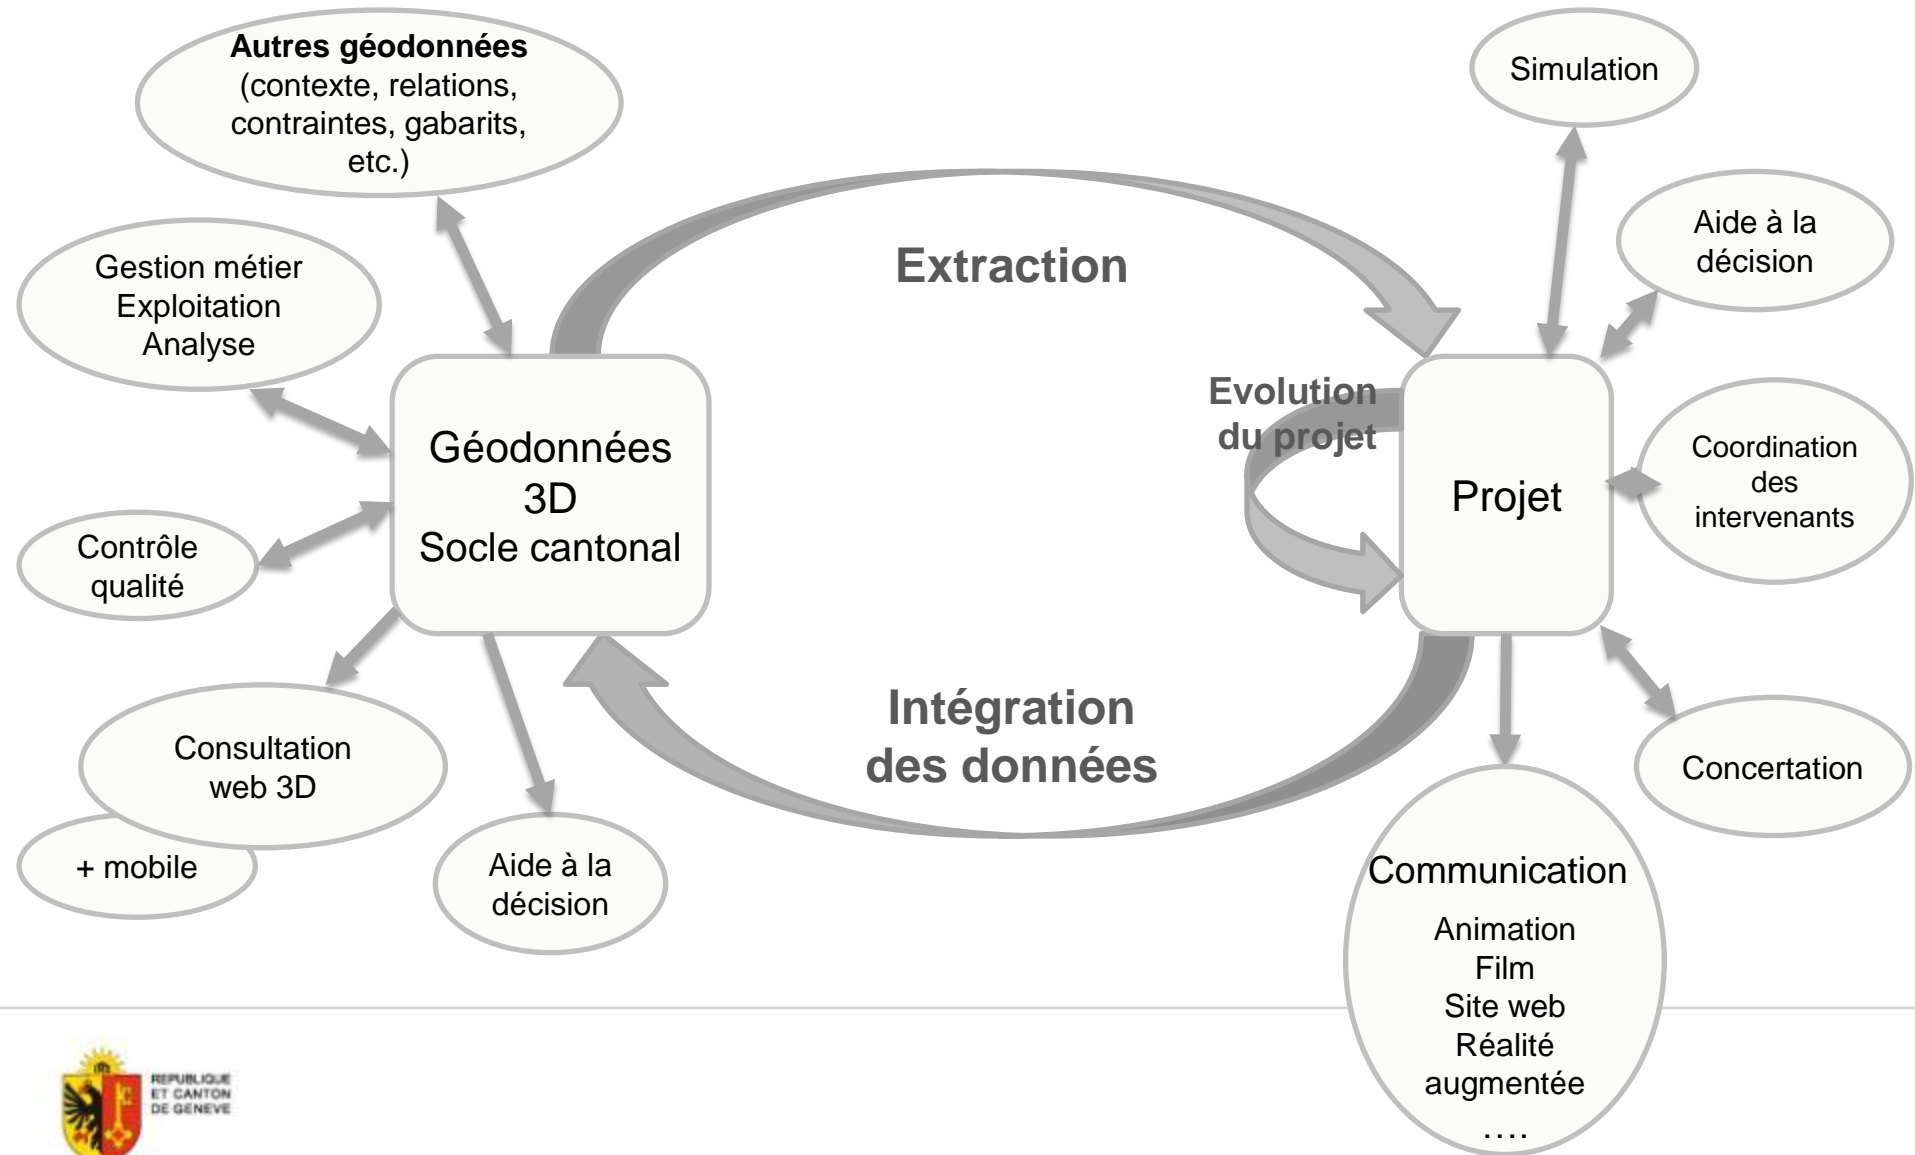 Autres géodonnées
(contexte, relations,
contraintes, gabarits,
etc.)
Simulation
Aide à la
décision
Gestion métier
Exploitation
Analyse
Extraction
Evolution
du projet
Géodonnées
3D
Socle cantonal
Projet
Coordination
des
intervenants
Contrôle
qualité
Intégration
des données
Consultation
web 3D
+ mobile
Aide à la
décision
Concertation
Communication
Animation
Film
Site web
Réalité
augmentée
….
REPUBLIQUE
ET CANTON
DE GENEVE